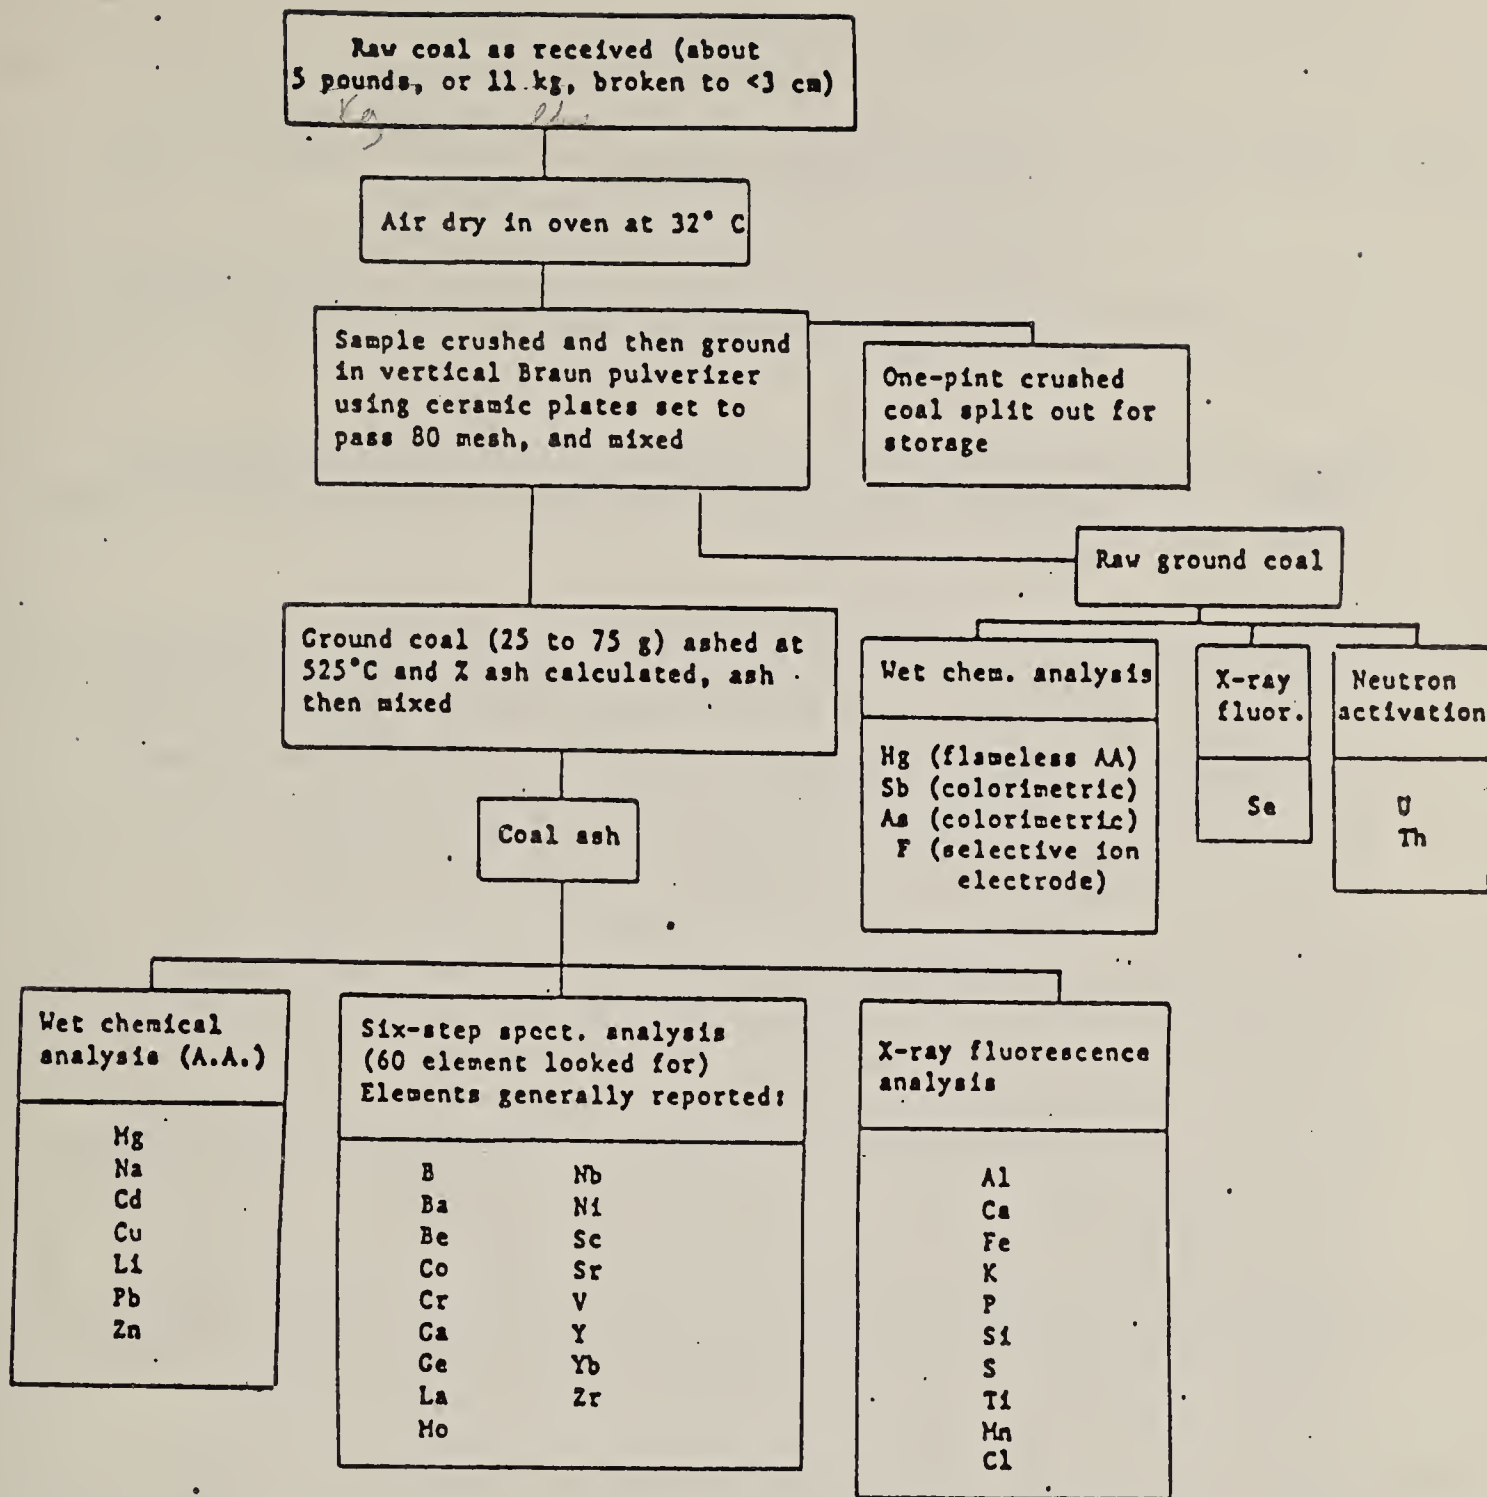 Raw coal as received (about
5 pounds, or 11 kg, broken to <3 cm)
Kg
Air dry in oven at 32° C
Sample crushed and then ground
in vertical Braun pulverizer
using ceramic plates set to
pass 80 mesh, and mixed
One-pint crushed
coal split out for
storage
Raw ground coal
Ground coal (25 to 75 g) ashed at
525°C and % ash calculated, ash
then mixed
Wet chem. analysis
Hg (flameless AA)
Sb (colorimetric)
As (colorimetric)
F (selective ion
electrode)
X-ray
fluor.
Se
Neutron
activation
U
Th
Coal ash
Wet chemical
analysis (A.A.)
Mg
Na
Cd
Cu
Li
Pb
Zn
Six-step spect. analysis
(60 element looked for)
Elements generally reported:
B Nb
Ba Ni
Be Sc
Co Sr
Cr V
Ga Y
Ge Yb
La Zr
Mo
X-ray fluorescence
analysis
Al
Ca
Fe
K
P
Si
S
Ti
Mn
Cl